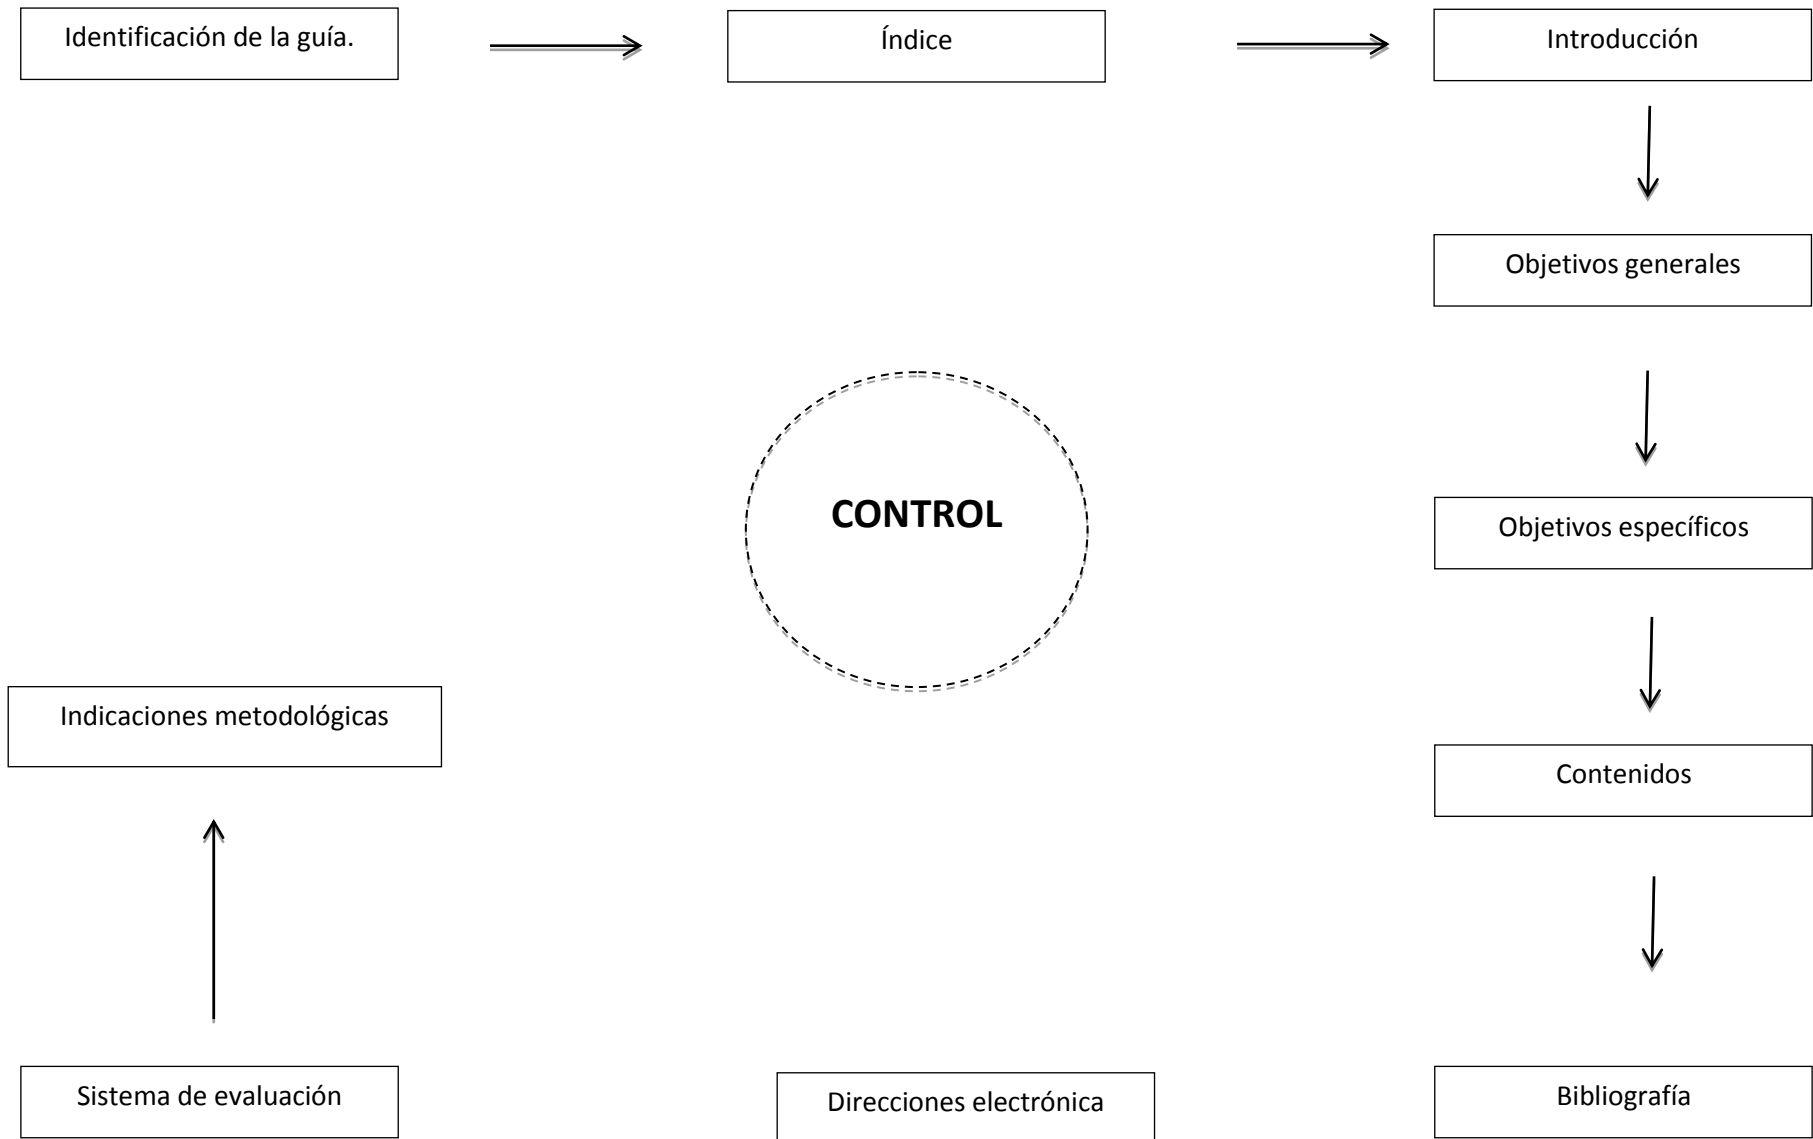 Identificación de la guía.
Índice
Introducción
Objetivos generales
CONTROL
Objetivos específicos
Indicaciones metodológicas
Contenidos
Sistema de evaluación
Direcciones electrónica
Bibliografía